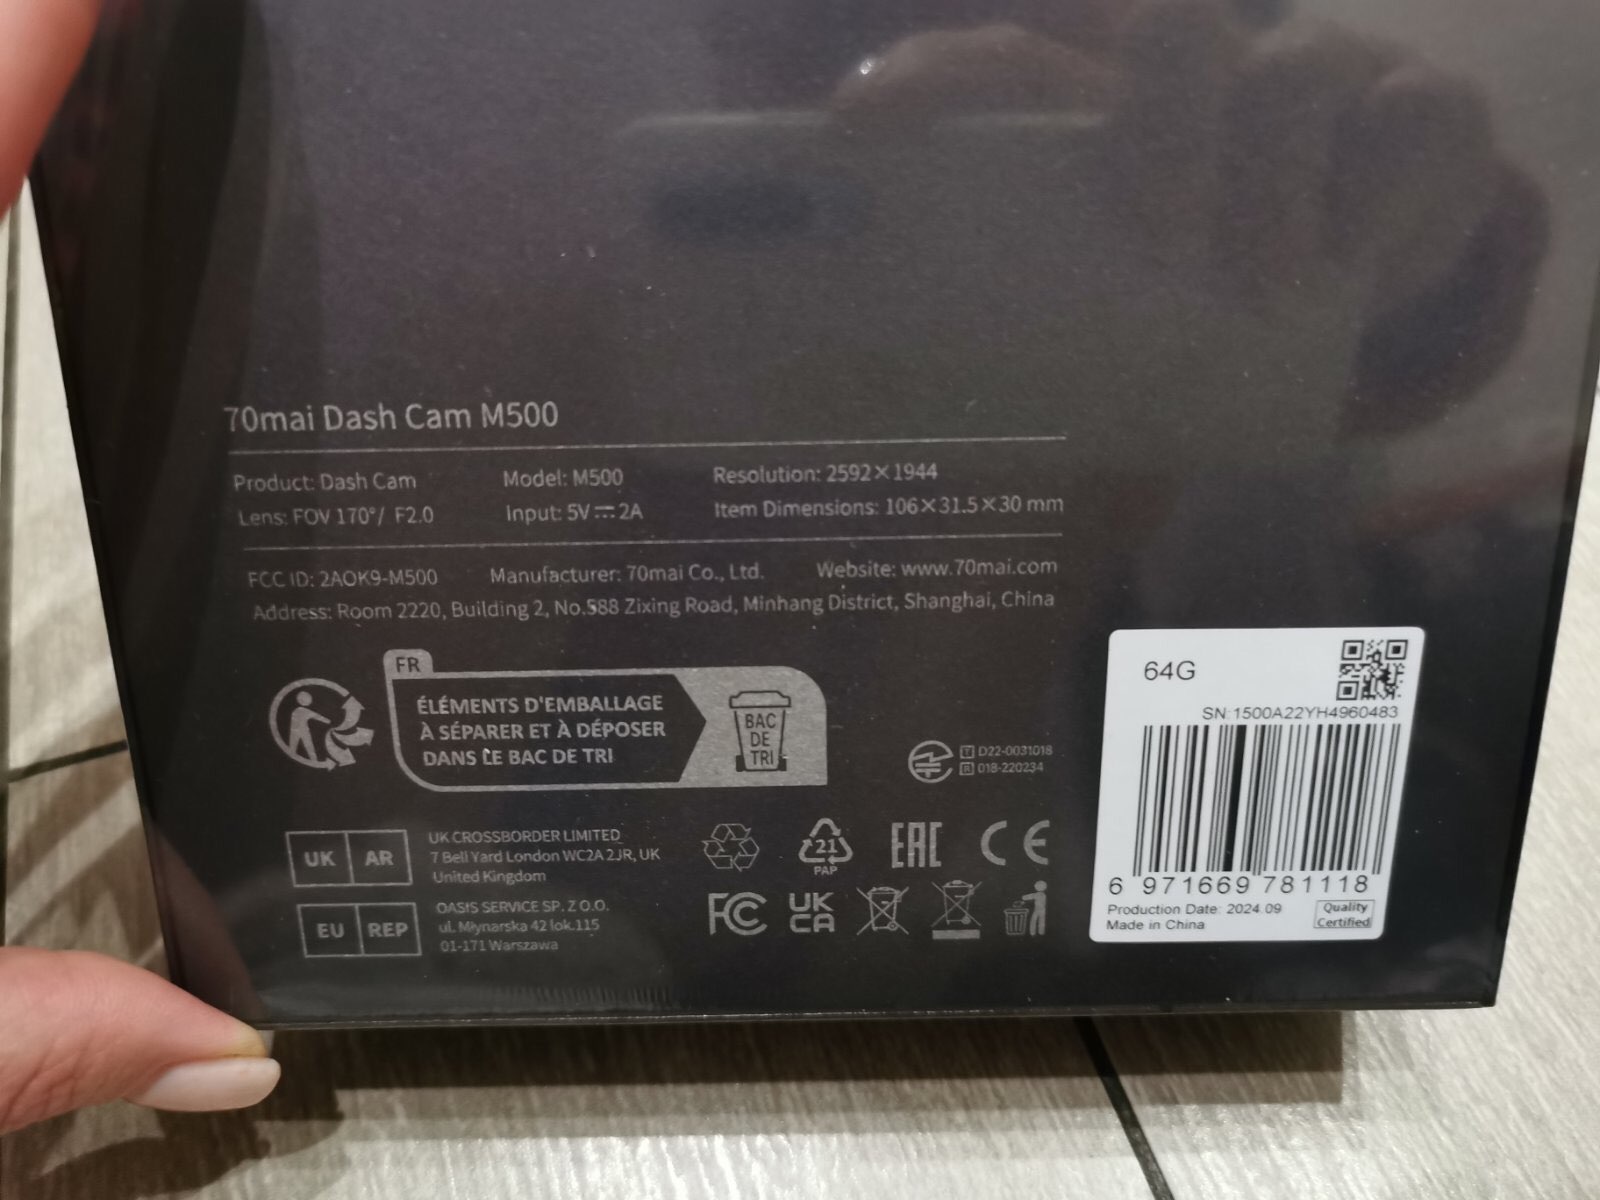 70mai Dash Cam M500
Product: Dash Cam Model: M500 Resolution: 2592×1944
Lens: FOV 170°/ F2.0 Input: 5V⎓2A Item Dimensions: 106×31.5×30 mm
FCC ID: 2AOK9-M500 Manufacturer: 70mai Co., Ltd. Website: www.70mai.com
Address: Room 2220, Building 2, No.588 Zixing Road, Minhang District, Shanghai, China
FR
ÉLÉMENTS D'EMBALLAGE
À SÉPARER ET À DÉPOSER
DANS LE BAC DE TRI
BAC
DE
TRI
T D22-0031018
R 018-220234
UK AR
UK CROSSBORDER LIMITED
7 Bell Yard London WC2A 2JR, UK
United Kingdom
EU REP
OASIS SERVICE SP. Z O.O.
ul. Młynarska 42 lok.115
01-171 Warszawa
21
PAP
EAC
CE
FC
UK
CA
64G
SN:1500A22YH4960483
6 971669 781118
Production Date: 2024.09
Made in China
Quality
Certified